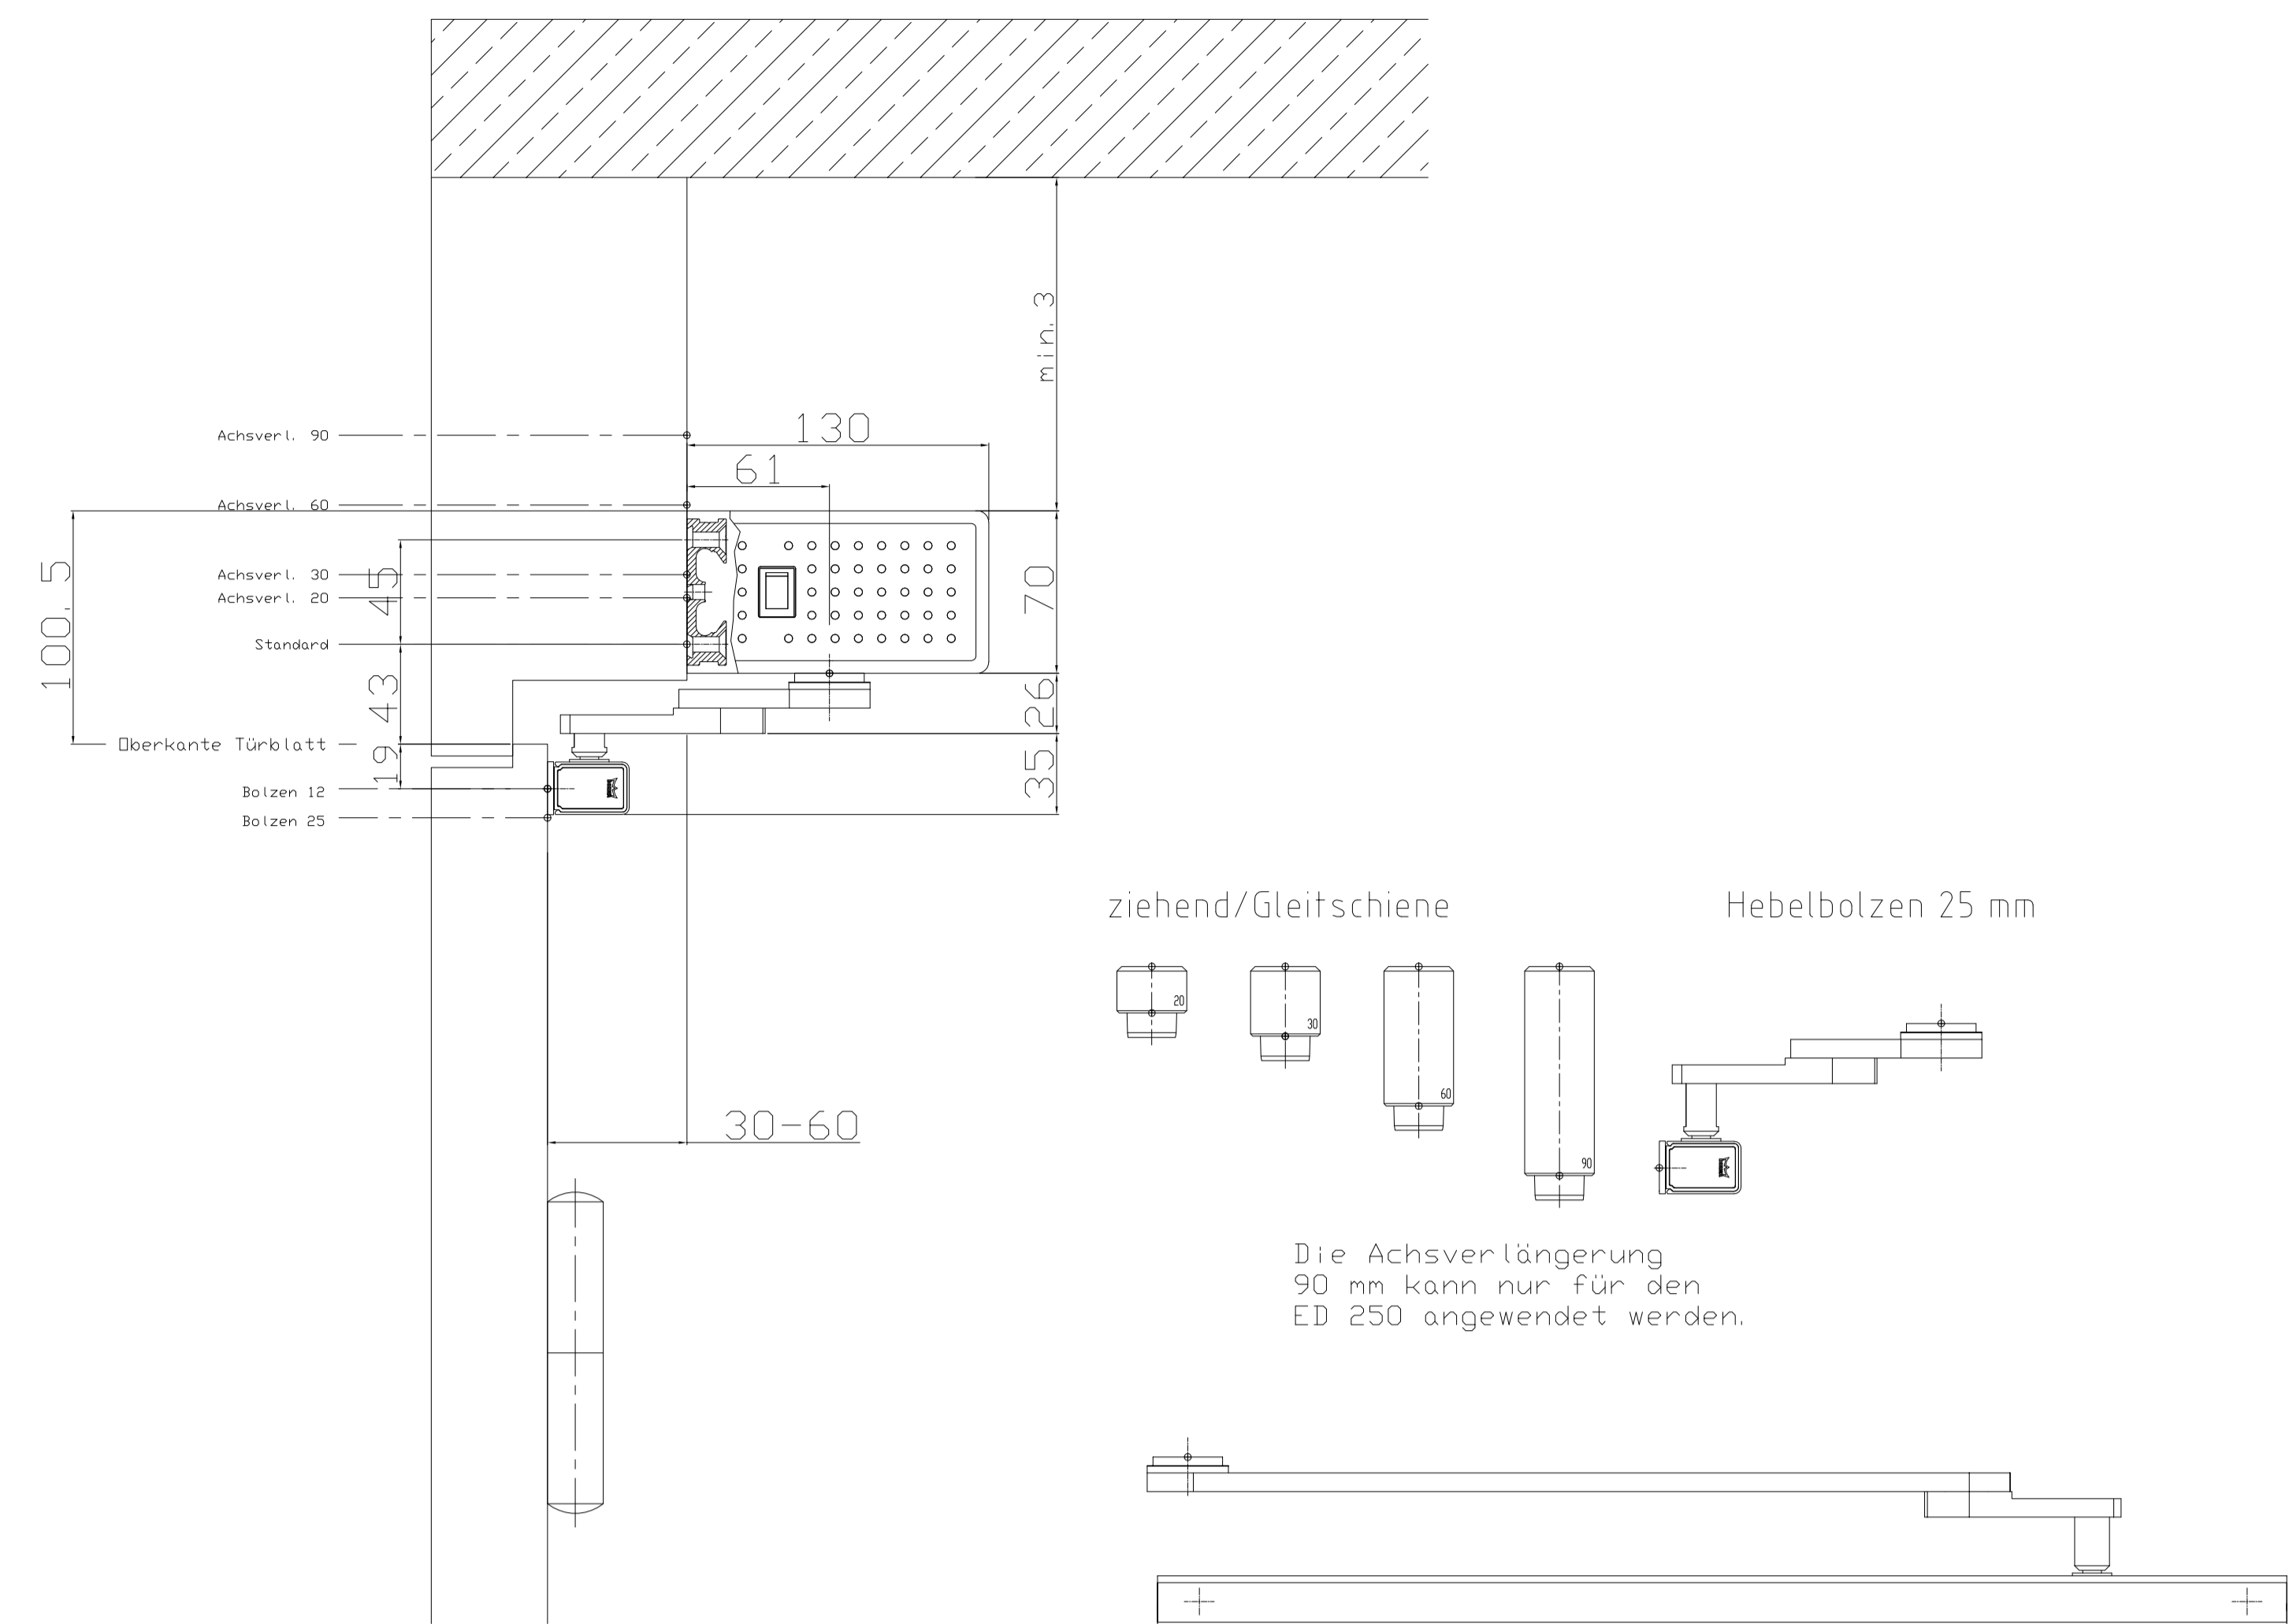 min. 3
Achsverl. 90
130
61
Achsverl. 60
100.5
45
Achsverl. 30
70
Achsverl. 20
Standard
43
26
Oberkante Türblatt
19
35
Bolzen 12
Bolzen 25
ziehend/Gleitschiene
Hebelbolzen 25 mm
20
30
60
90
30-60
Die Achsverlängerung
90 mm kann nur für den
ED 250 angewendet werden.